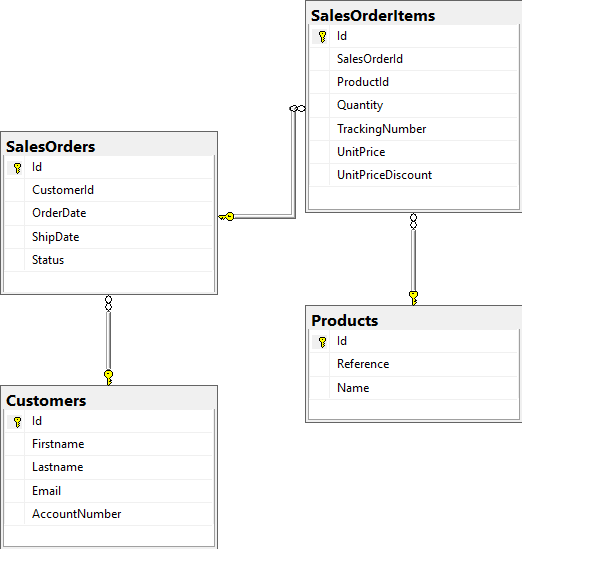 SalesOrderItems
Id
SalesOrderId
ProductId
Quantity
TrackingNumber
UnitPrice
UnitPriceDiscount
SalesOrders
Id
CustomerId
OrderDate
ShipDate
Status
Products
Id
Reference
Name
Customers
Id
Firstname
Lastname
Email
AccountNumber